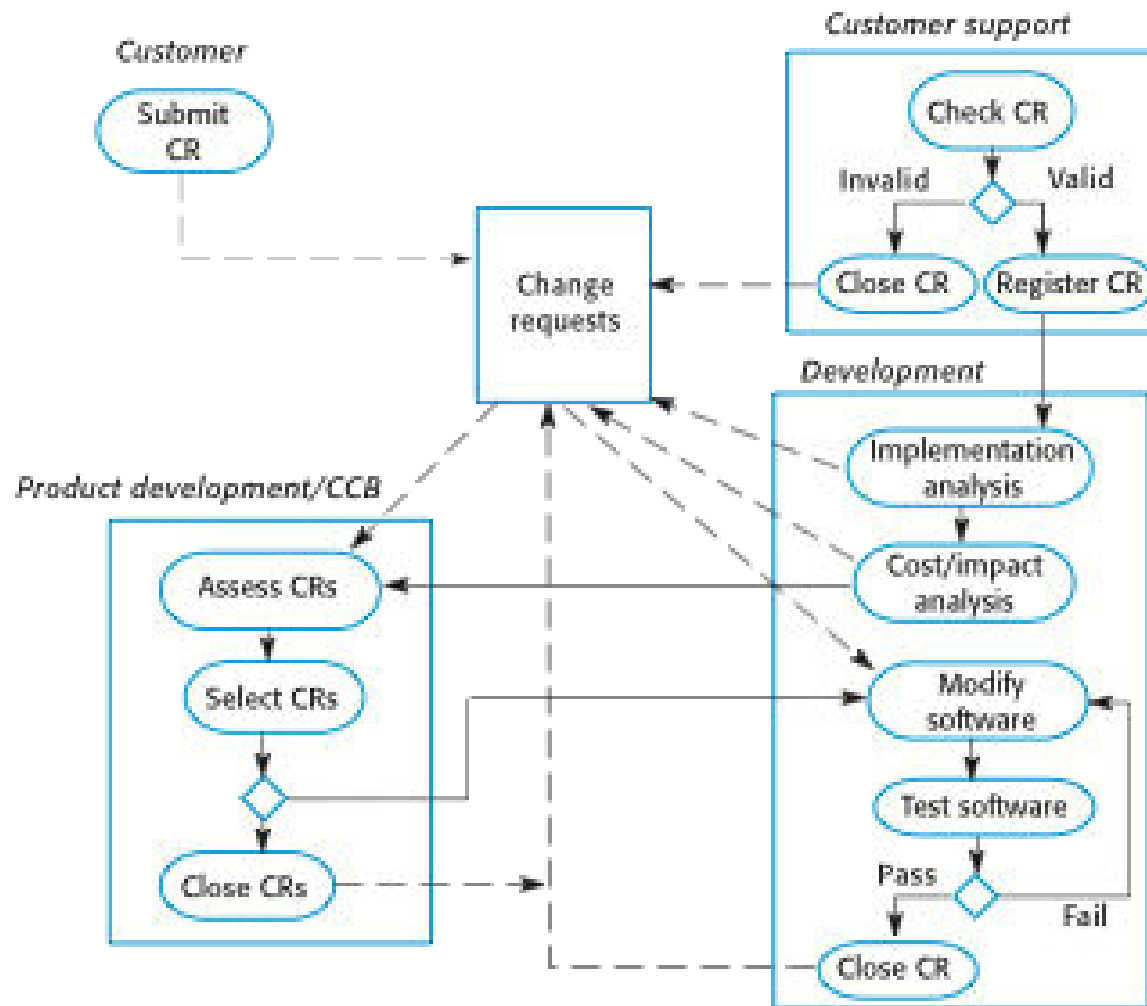 Customer
Submit
CR
Customer support
Check CR
Invalid
Valid
Close CR
Register CR
Change
requests
Development
Implementation
analysis
Cost/impact
analysis
Product development/CCB
Assess CRs
Select CRs
Close CRs
Modify
software
Test software
Pass
Fail
Close CR